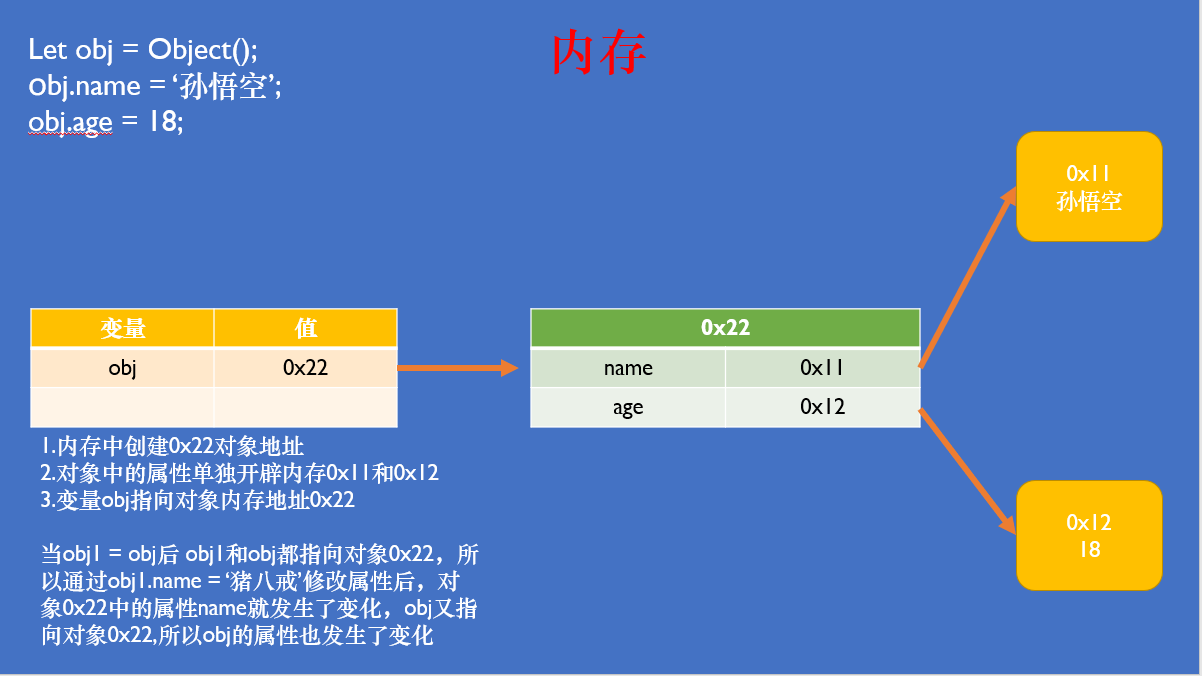 Let obj = Object();
Obj.name = ‘孙悟空’;
obj.age = 18;
内存
0x11
孙悟空
变量 值
obj 0x22
0x22
name 0x11
age 0x12
1.内存中创建0x22对象地址
2.对象中的属性单独开辟内存0x11和0x12
3.变量obj指向对象内存地址0x22
当obj1 = obj后 obj1和obj都指向对象0x22，所
以通过obj1.name = ‘猪八戒’修改属性后，对
象0x22中的属性name就发生了变化，obj又指
向对象0x22,所以obj的属性也发生了变化
0x12
18